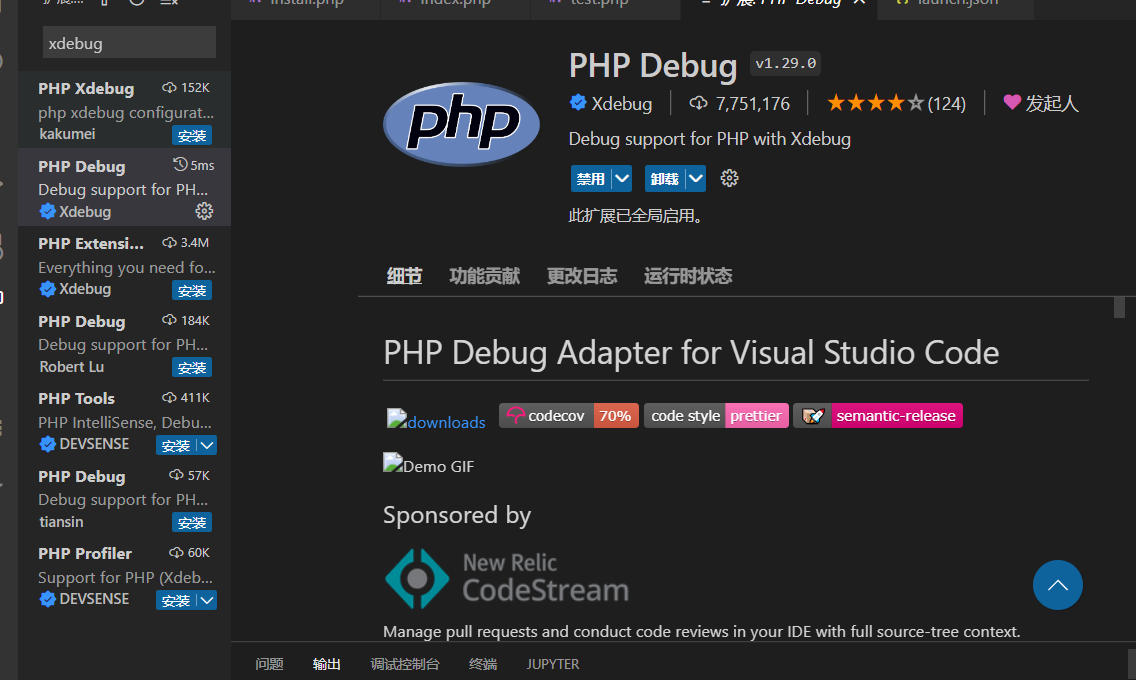 扩展...
install.php
index.php
test.php
扩展: PHP Debug
launch.json
xdebug
PHP Xdebug 152K
php xdebug configurat...
kakumei 安装
PHP Debug 5ms
Debug support for PH...
Xdebug
PHP Extensi... 3.4M
Everything you need fo...
Xdebug 安装
PHP Debug 184K
Debug support for PH...
Robert Lu 安装
PHP Tools 411K
PHP IntelliSense, Debu...
DEVSENSE 安装
PHP Debug 57K
Debug support for PH...
tiansin 安装
PHP Profiler 60K
Support for PHP (Xdeb...
DEVSENSE 安装
php
PHP Debug v1.29.0
Xdebug 7,751,176 (124) 发起人
Debug support for PHP with Xdebug
禁用 卸载
此扩展已全局启用。
细节 功能贡献 更改日志 运行时状态
PHP Debug Adapter for Visual Studio Code
downloads codecov 70% code style prettier semantic-release
Demo GIF
Sponsored by
New Relic
CodeStream
Manage pull requests and conduct code reviews in your IDE with full source-tree context.
问题 输出 调试控制台 终端 JUPYTER